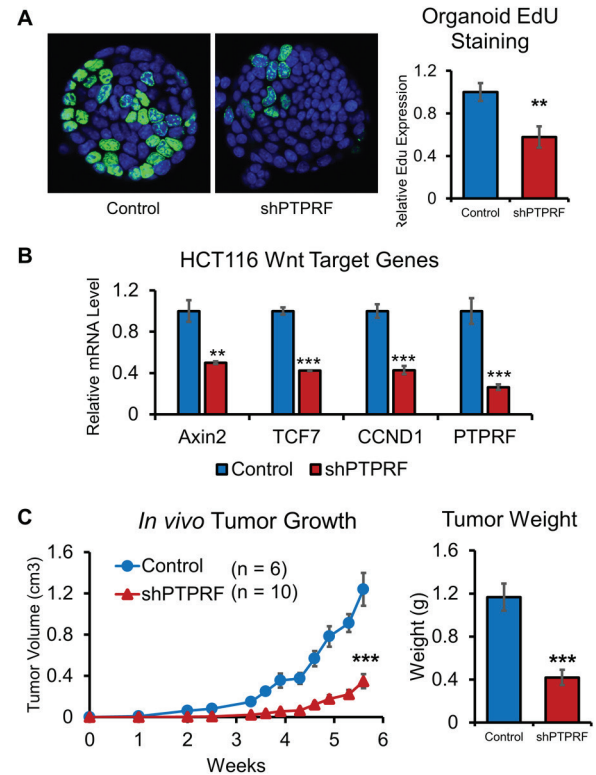 A
Organoid EdU
Staining
Relative Edu Expression
1.2
**
0.8
0.4
0
Control
shPTPRF
Control
shPTPRF
B
HCT116 Wnt Target Genes
Relative mRNA Level
1.2
0.8
0.4
0
**
***
***
***
Axin2
TCF7
CCND1
PTPRF
Control
shPTPRF
C
In vivo Tumor Growth
Tumor Volume (cm3)
1.6
1.2
0.8
0.4
0
Control (n = 6)
shPTPRF (n = 10)
***
0 1 2 3 4 5 6
Weeks
Tumor Weight
Weight (g)
1.6
1.2
0.8
0.4
0
***
Control
shPTPRF